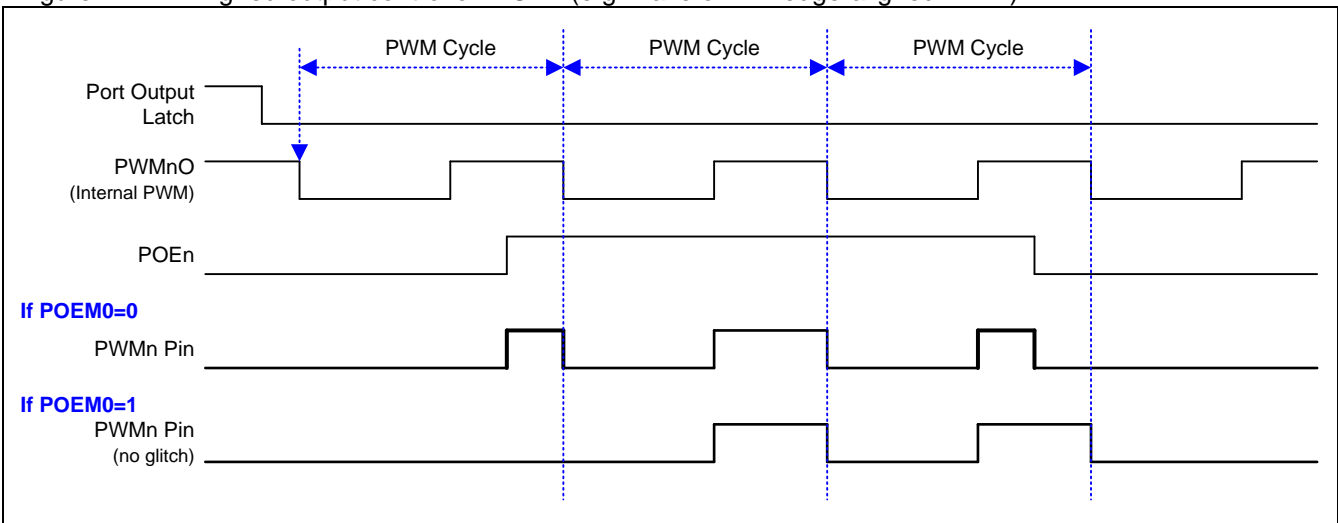 PWM Cycle PWM Cycle PWM Cycle
Port Output
Latch
PWMnO
(Internal PWM)
POEn
If POEM0=0
PWMn Pin
If POEM0=1
PWMn Pin
(no glitch)